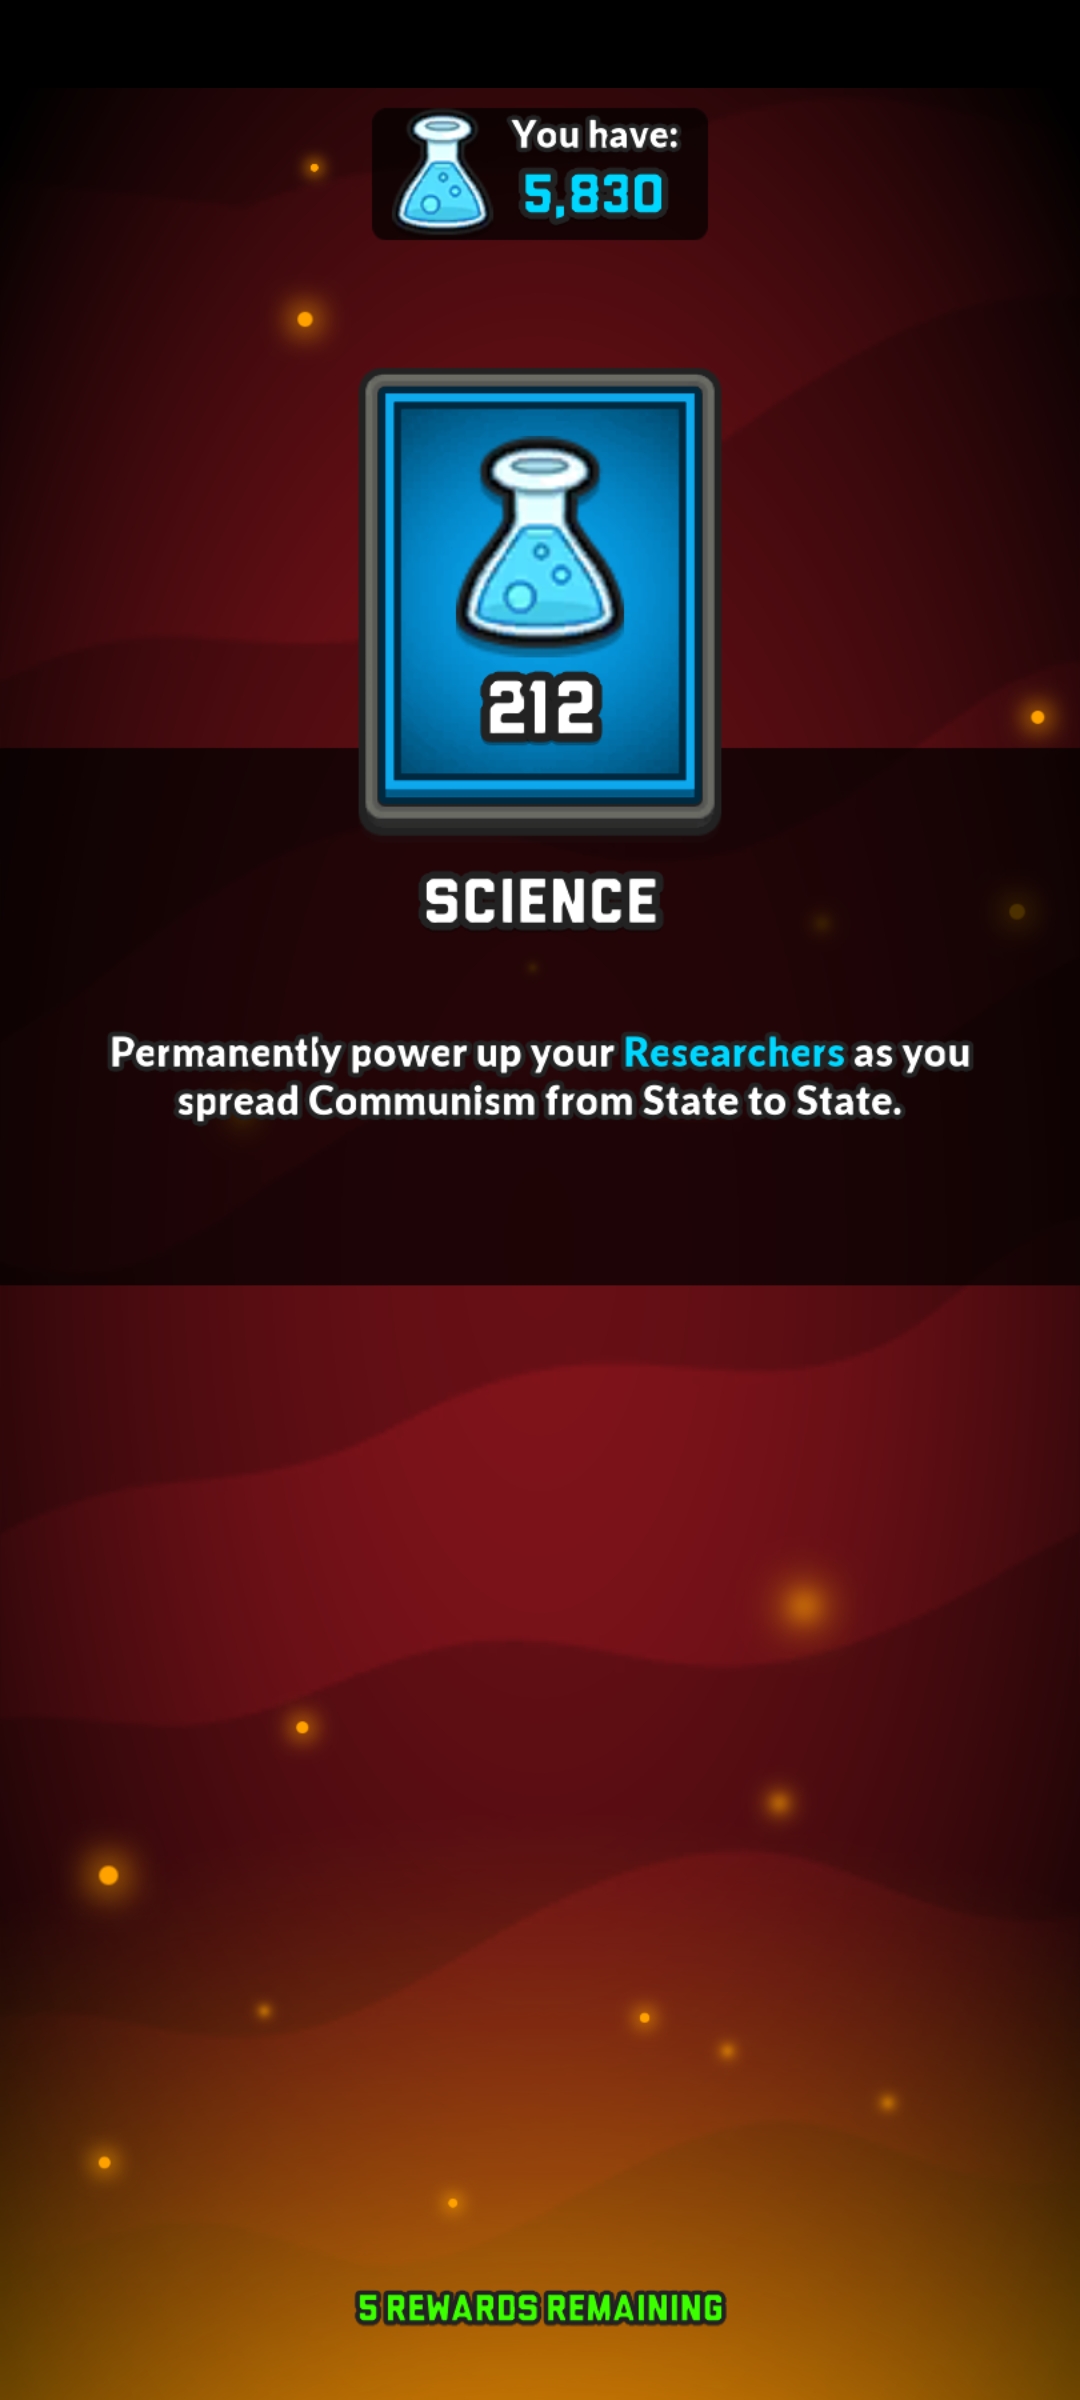 You have:
5,830
212
SCIENCE
Permanently power up your Researchers as you
spread Communism from State to State.
5 REWARDS REMAINING